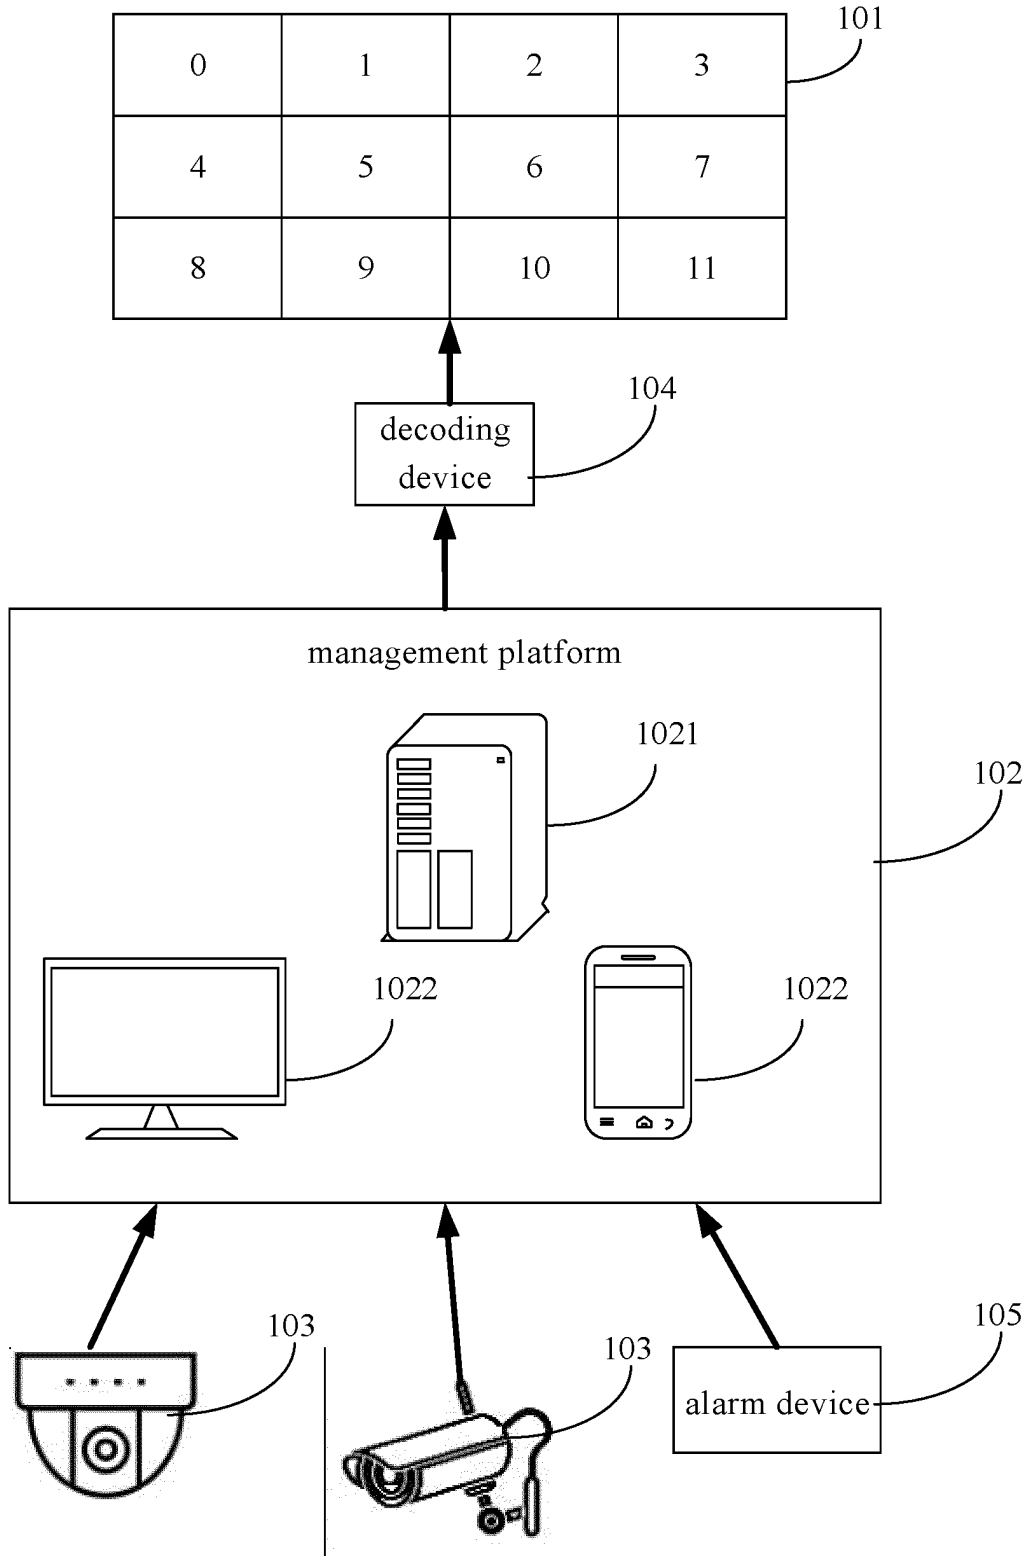 101
0 1 2 3
4 5 6 7
8 9 10 11
104
decoding
device
management platform
1021
102
1022 1022
103 103 105
alarm device